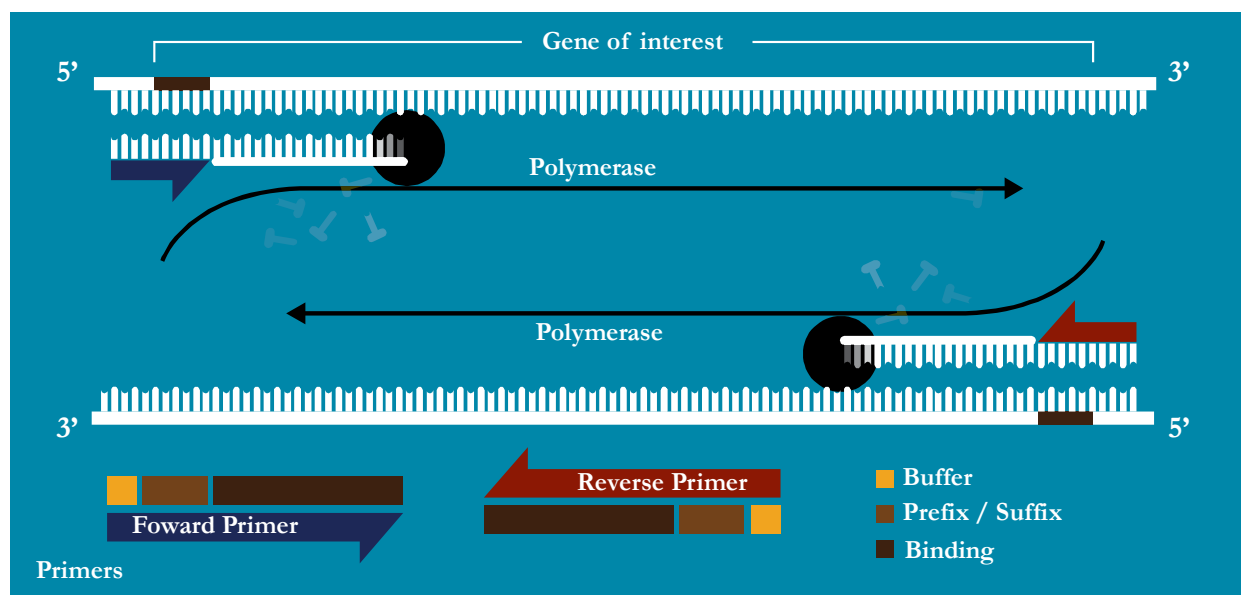 Gene of interest
5’
3’
Polymerase
Polymerase
3’
5’
Foward Primer
Reverse Primer
Buffer
Prefix / Suffix
Binding
Primers